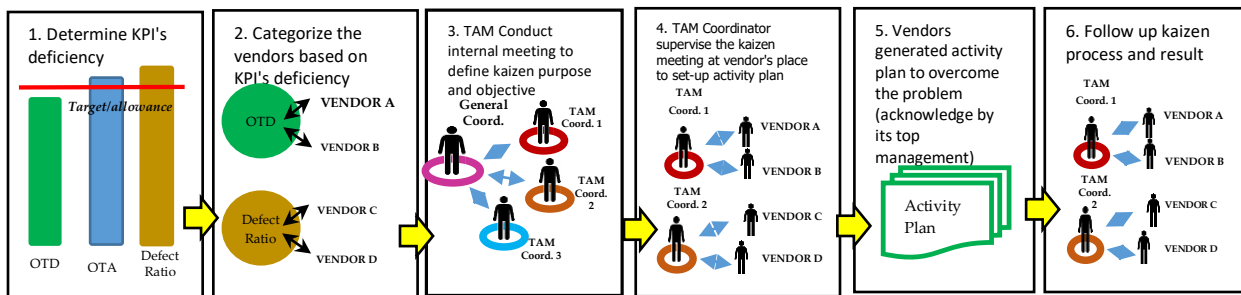 1. Determine KPI's
deficiency
Target/allowance
OTD
OTA
Defect
Ratio
2. Categorize the
vendors based on
KPI's deficiency
OTD
VENDOR A
VENDOR B
Defect
Ratio
VENDOR C
VENDOR D
3. TAM Conduct
internal meeting to
define kaizen purpose
and objective
General
Coord.
TAM
Coord. 1
TAM
Coord.
2
TAM
Coord. 3
4. TAM Coordinator
supervise the kaizen
meeting at vendor's place
to set-up activity plan
TAM
Coord. 1
VENDOR A
VENDOR B
TAM
Coord. 2
VENDOR C
VENDOR D
5. Vendors
generated activity
plan to overcome
the problem
(acknowledge by
its top
management)
Activity
Plan
6. Follow up kaizen
process and result
TAM
Coord. 1
VENDOR A
VENDOR B
TAM
Coord.
2
VENDOR C
VENDOR D